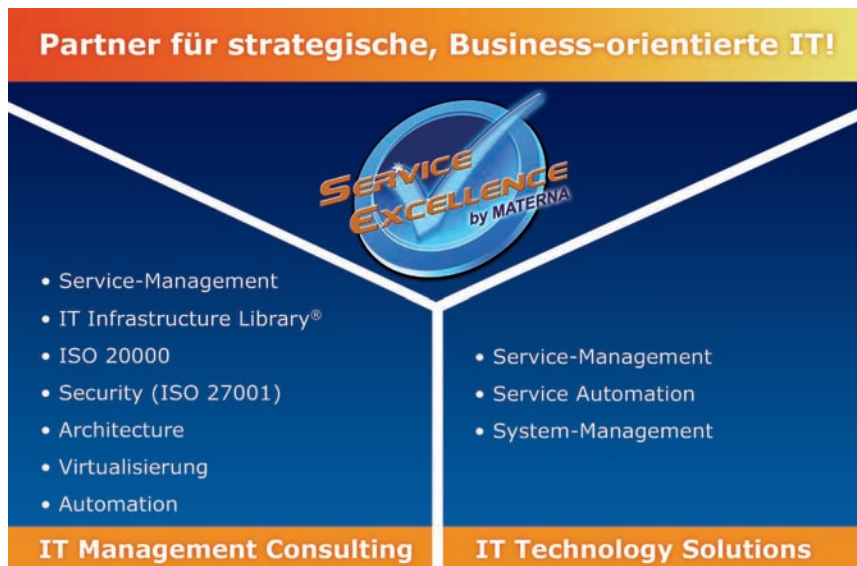 Partner für strategische, Business-orientierte IT!
SERVICE
EXCELLENCE
by MATERNA
• Service-Management
• IT Infrastructure Library®
• ISO 20000
• Security (ISO 27001)
• Architecture
• Virtualisierung
• Automation
IT Management Consulting
• Service-Management
• Service Automation
• System-Management
IT Technology Solutions